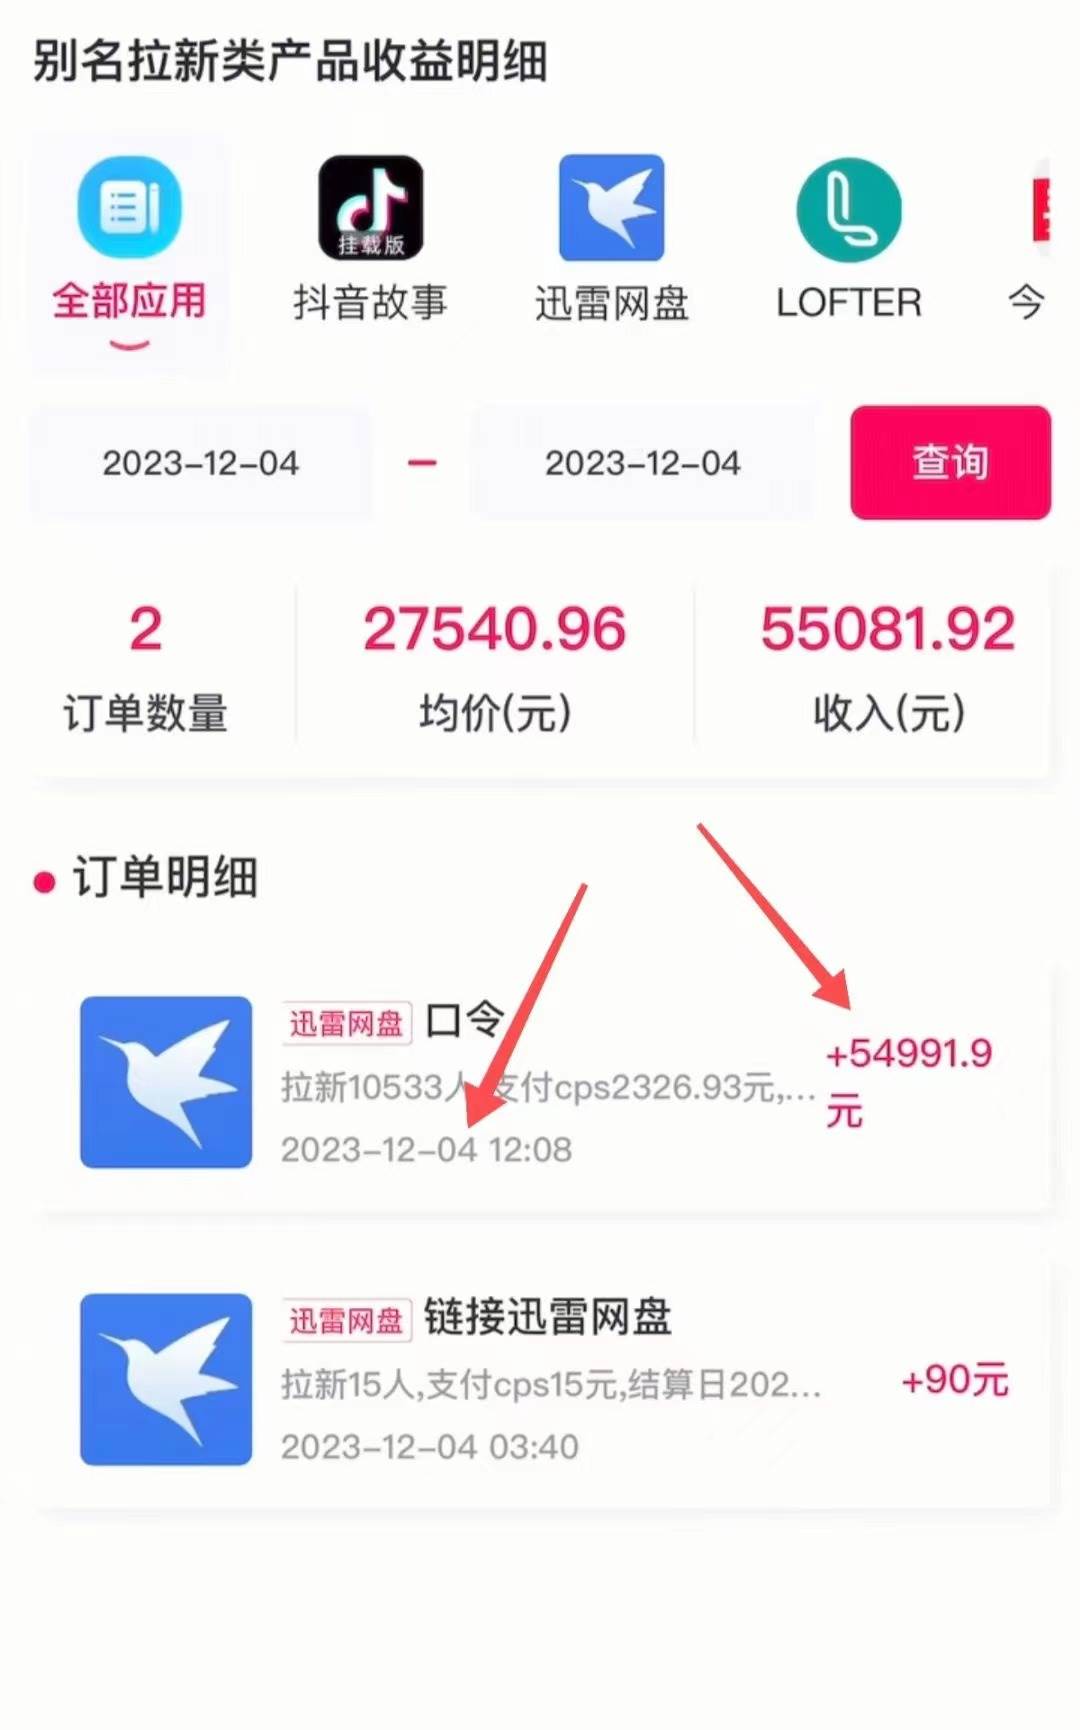 别名拉新类产品收益明细
挂载版
全部应用
抖音故事
迅雷网盘
LOFTER
今
2023-12-04
2023-12-04
查询
2
27540.96
55081.92
订单数量
均价(元)
收入(元)
订单明细
迅雷网盘 口令
拉新10533人,支付cps2326.93元,...
+54991.9
元
2023-12-04 12:08
迅雷网盘 链接迅雷网盘
拉新15人,支付cps15元,结算日202...
+90元
2023-12-04 03:40